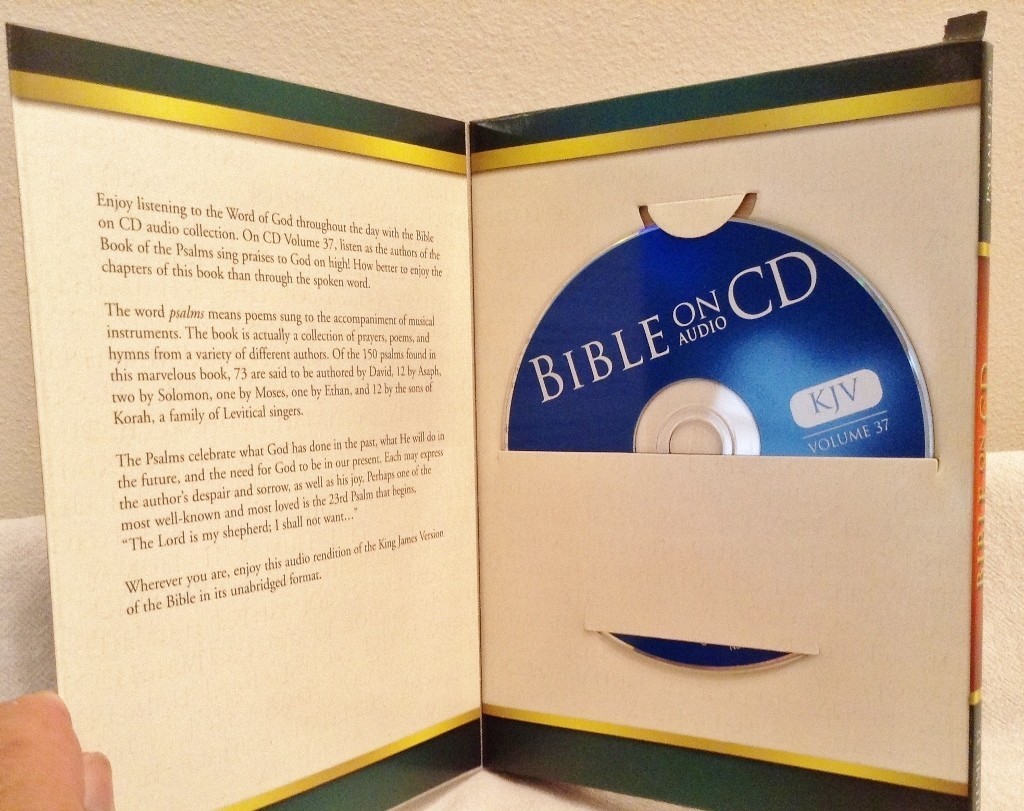 Enjoy listening to the Word of God throughout the day with the Bible
on CD audio collection. On CD Volume 37, listen as the authors of the
Book of the Psalms sing praises to God on high! How better to enjoy the
chapters of this book than through the spoken word.
The word psalms means poems sung to the accompaniment of musical
instruments. The book is actually a collection of prayers, poems, and
hymns from a variety of different authors. Of the 150 psalms found in
this marvelous book, 73 are said to be authored by David, 12 by Asaph,
two by Solomon, one by Moses, one by Ethan, and 12 by the sons of
Korah, a family of Levitical singers.
The Psalms celebrate what God has done in the past, what He will do in
the future, and the need for God to be in our present. Each may express
the author's despair and sorrow, as well as his joy. Perhaps one of the
most well-known and most loved is the 23rd Psalm that begins,
"The Lord is my shepherd; I shall not want..."
Wherever you are, enjoy this audio rendition of the King James Version
of the Bible in its unabridged format.
BIBLE ON AUDIO CD
KJV
VOLUME 37
BIBLE ON CD